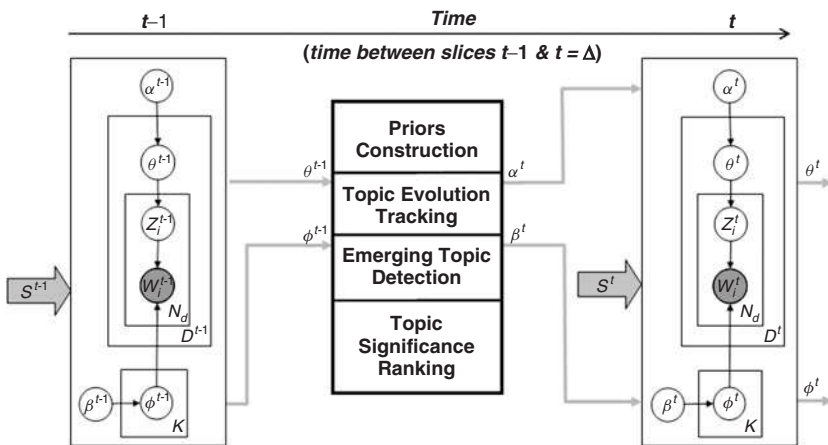 Time
t–1
t
(time between slices t–1 & t = Δ)
α^{t-1}
θ^{t-1}
Z_i^{t-1}
W_i^{t-1}
N_d
D^{t-1}
S^{t-1}
β^{t-1}
ϕ^{t-1}
K
θ^{t-1}
ϕ^{t-1}
Priors
Construction
Topic Evolution
Tracking
Emerging Topic
Detection
Topic
Significance
Ranking
α^t
β^t
S^t
α^t
θ^t
Z_i^t
W_i^t
N_d
D^t
β^t
ϕ^t
K
θ^t
ϕ^t